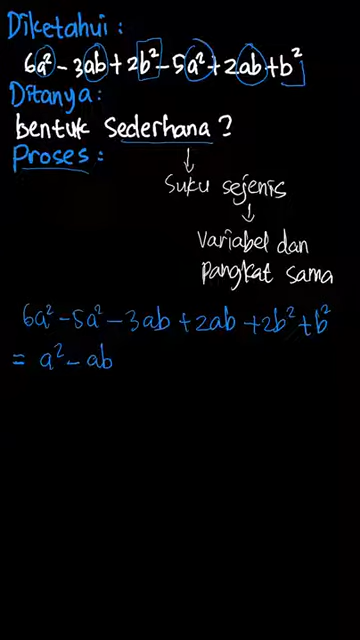 Diketahui :
6a² - 3ab + 2b² - 5a² + 2ab + b²
Ditanya :
bentuk Sederhana ?
Proses :
Suku sejenis
Variabel dan
pangkat sama
6a² - 5a² - 3ab + 2ab + 2b² + b²
= a² - ab